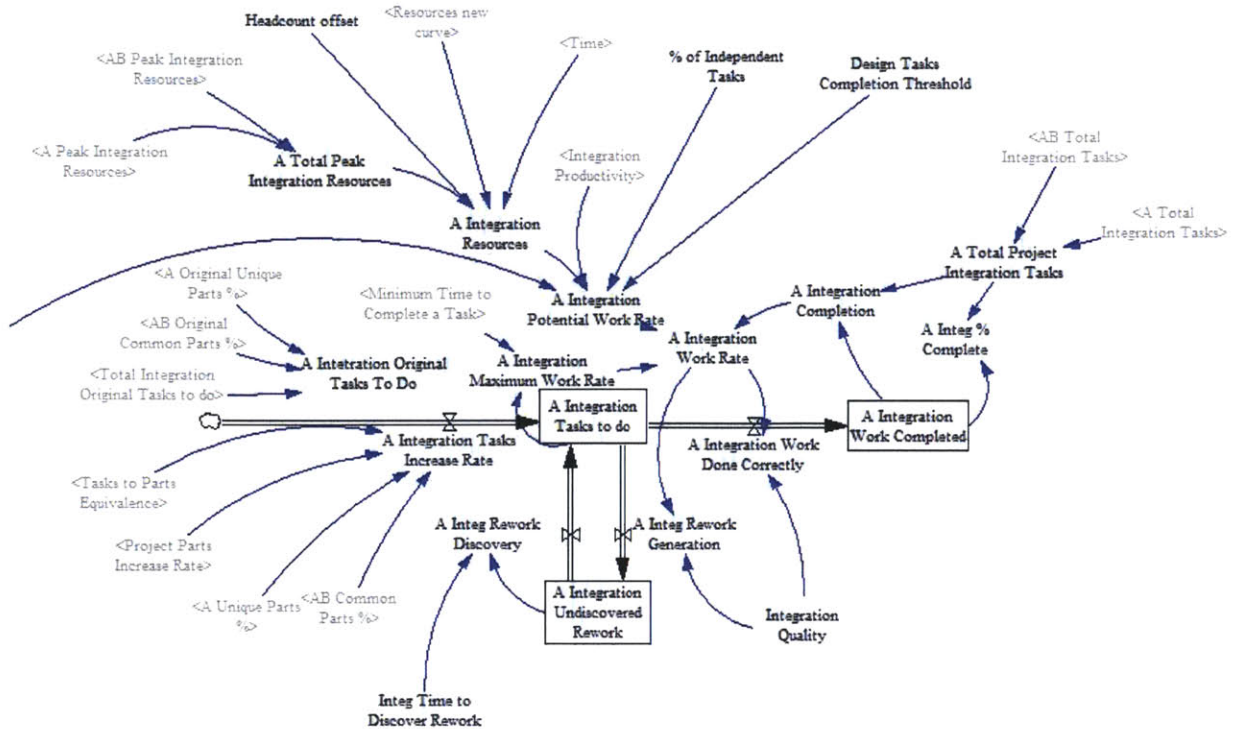 Headcount offset
<Resources new
curve>
<Time>
<AB Peak Integration
Resources>
% of Independent
Tasks
Design Tasks
Completion Threshold
<A Peak Integration
Resources>
A Total Peak
Integration Resources
<Integration
Productivity>
<AB Total
Integration Tasks>
A Integration
Resources
<A Total
Integration Tasks>
A Total Project
Integration Tasks
<A Original Unique
Parts %>
<Minimum Time to
Complete a Task>
A Integration
Potential Work Rate
A Integration
Completion
<AB Original
Common Parts %>
A Integration
Work Rate
A Integ %
Complete
A Intetration Original
Tasks To Do
A Integration
Maximum Work Rate
<Total Integration
Original Tasks to do>
A Integration
Tasks to do
A Integration
Work Completed
A Integration Tasks
Increase Rate
A Integration Work
Done Correctly
<Tasks to Parts
Equivalence>
A Integ Rework
Discovery
A Integ Rework
Generation
<Project Parts
Increase Rate>
<A Unique Parts
%>
<AB Common
Parts %>
A Integration
Undiscovered
Rework
Integration
Quality
Integ Time to
Discover Rework